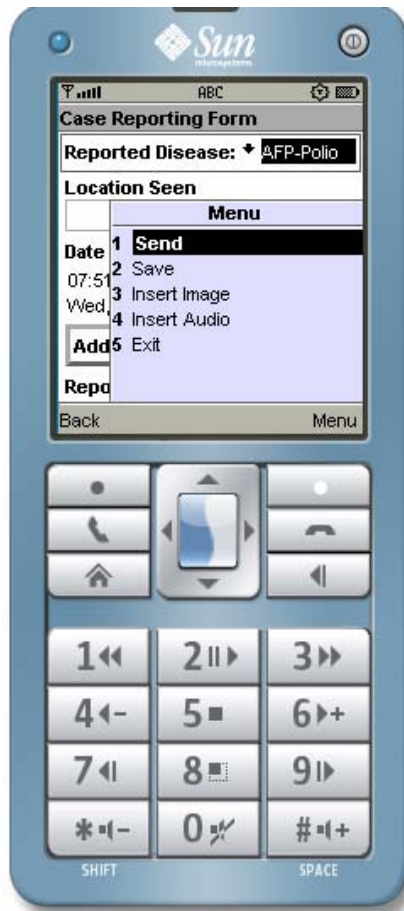 Sun
microsystems
ABC
Case Reporting Form
Reported Disease: AFP-Polio
Location Seen
Menu
1 Send
2 Save
3 Insert Image
4 Insert Audio
5 Exit
Date
07:51
Wed,
Add
Repo
Back Menu
1 2 3
4 - 5 6 +
7 8 9
* - 0 # +
SHIFT SPACE